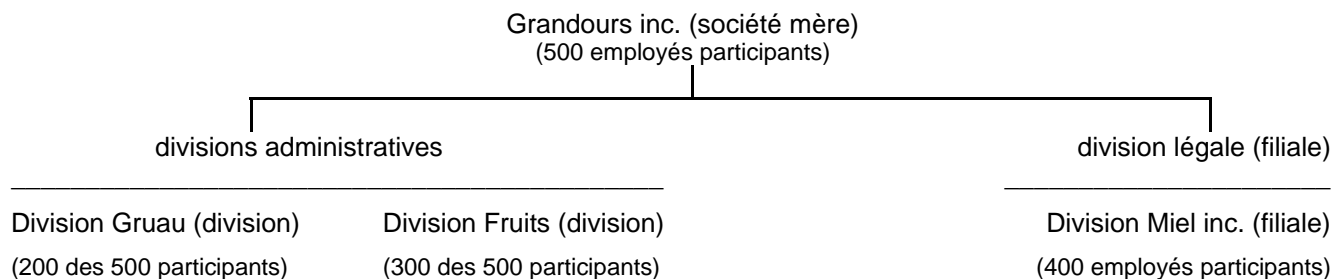 Grandours inc. (société mère)
(500 employés participants)
divisions administratives
division légale (filiale)
Division Gruau (division)
Division Fruits (division)
Division Miel inc. (filiale)
(200 des 500 participants)
(300 des 500 participants)
(400 employés participants)